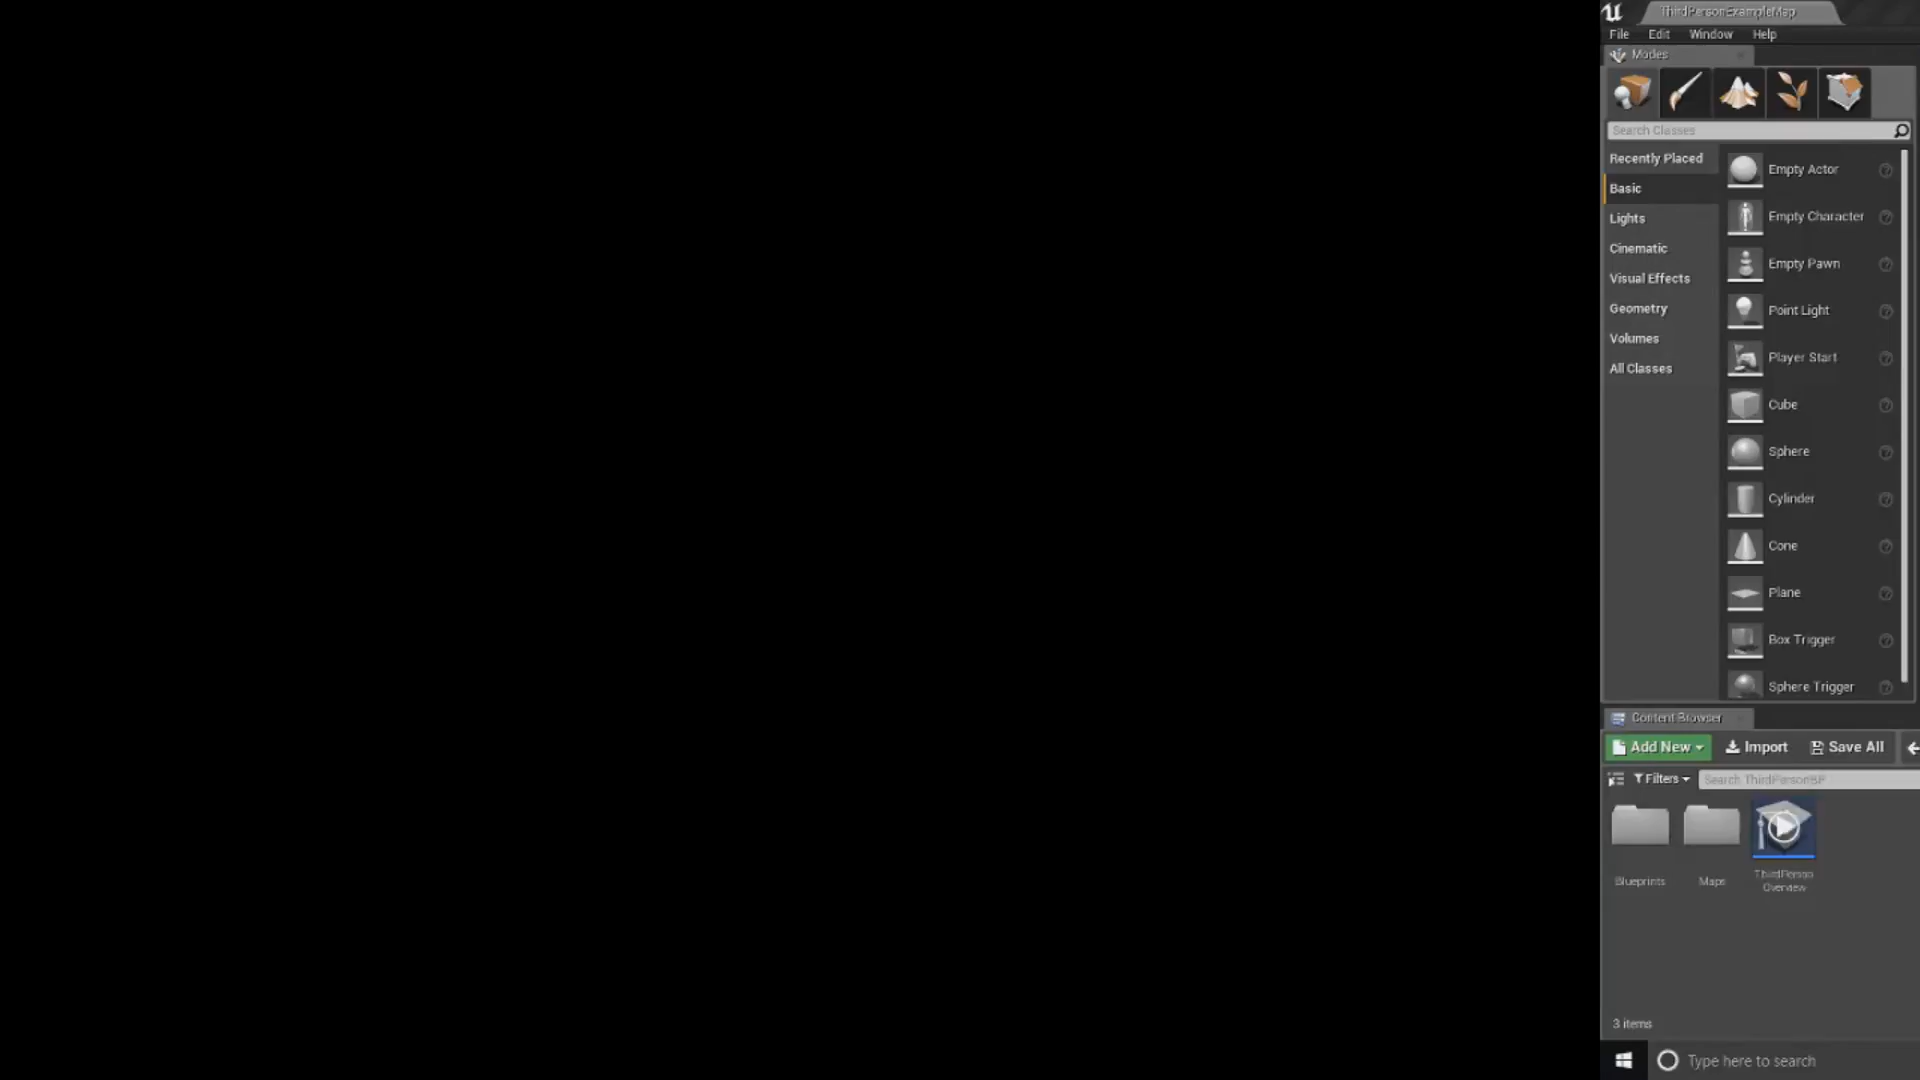 ThirdPersonExampleMap
File Edit Window Help
Modes
Search Classes
Recently Placed
Basic
Lights
Cinematic
Visual Effects
Geometry
Volumes
All Classes
Empty Actor
Empty Character
Empty Pawn
Point Light
Player Start
Cube
Sphere
Cylinder
Cone
Plane
Box Trigger
Sphere Trigger
Content Browser
Add New Import Save All
Filters Search ThirdPersonBP
Blueprints
Maps
ThirdPerson
Overview
3 items
Type here to search